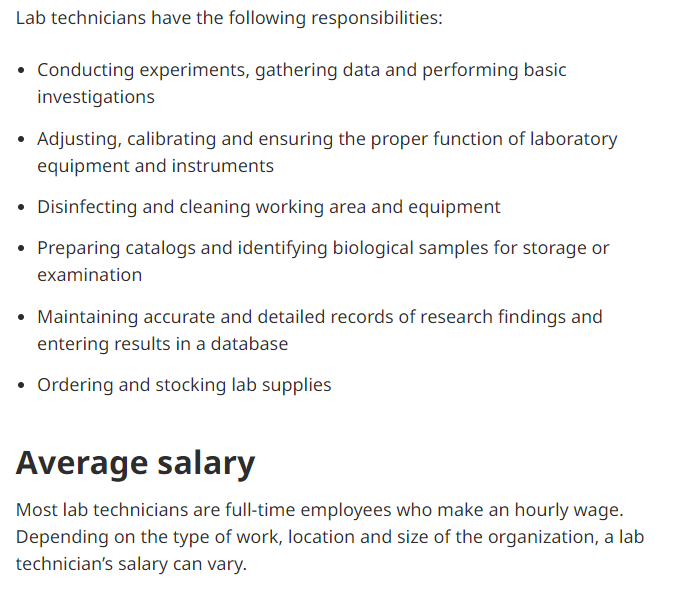 Lab technicians have the following responsibilities:
• Conducting experiments, gathering data and performing basic
investigations
• Adjusting, calibrating and ensuring the proper function of laboratory
equipment and instruments
• Disinfecting and cleaning working area and equipment
• Preparing catalogs and identifying biological samples for storage or
examination
• Maintaining accurate and detailed records of research findings and
entering results in a database
• Ordering and stocking lab supplies
Average salary
Most lab technicians are full-time employees who make an hourly wage.
Depending on the type of work, location and size of the organization, a lab
technician’s salary can vary.